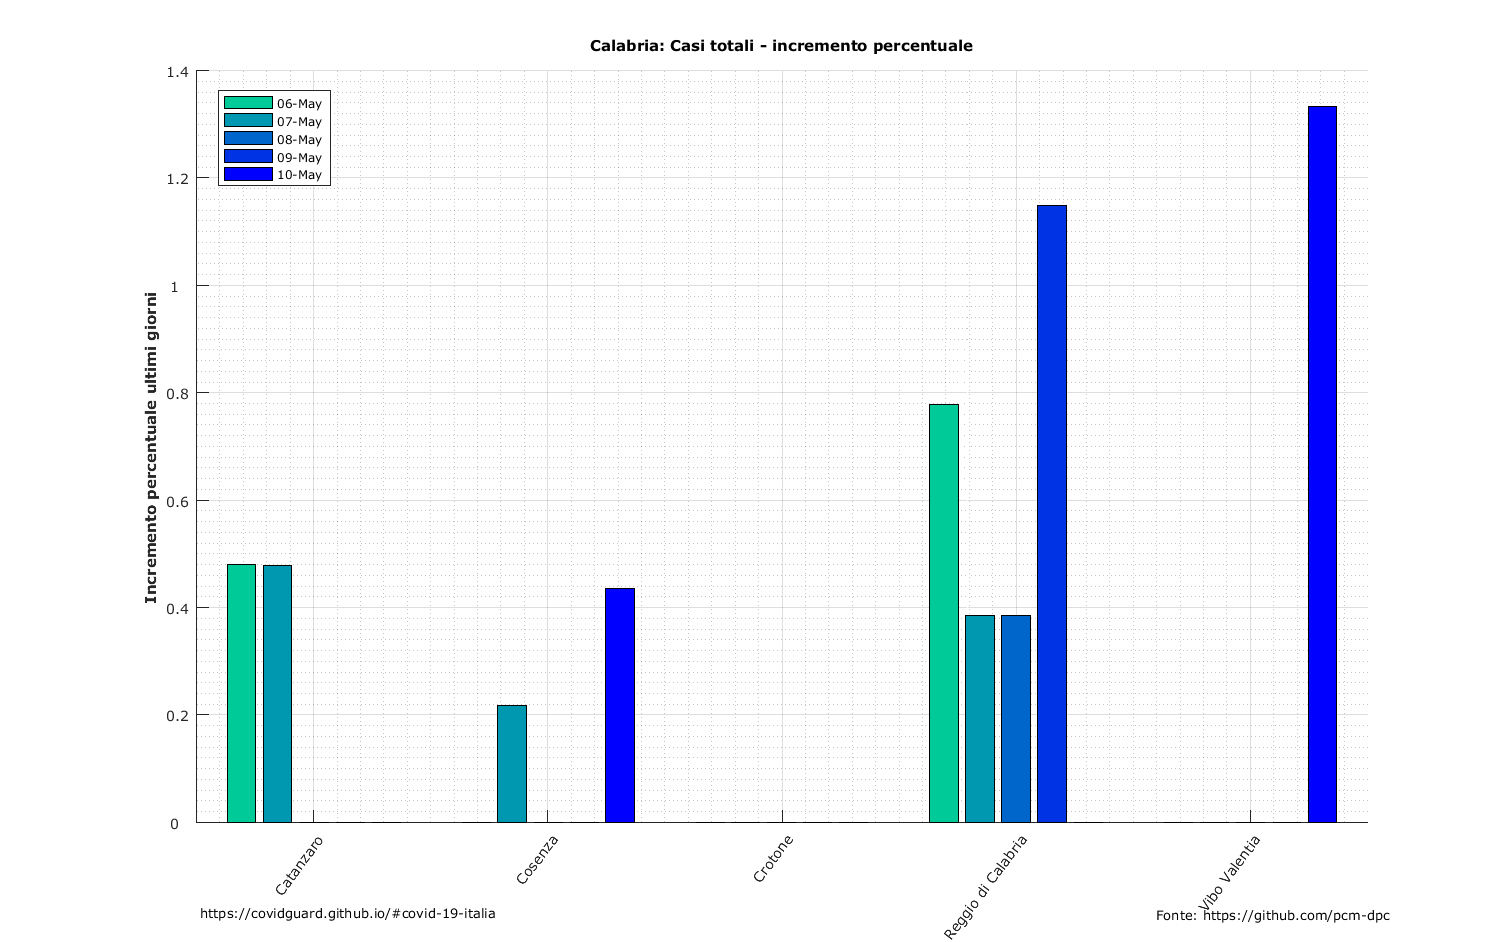 Calabria: Casi totali - incremento percentuale
1.4
1.2
1
0.8
0.6
0.4
0.2
0
Incremento percentuale ultimi giorni
06-May
07-May
08-May
09-May
10-May
Catanzaro
Cosenza
Crotone
Reggio di Calabria
Vibo Valentia
https://covidguard.github.io/#covid-19-italia
Fonte: https://github.com/pcm-dpc